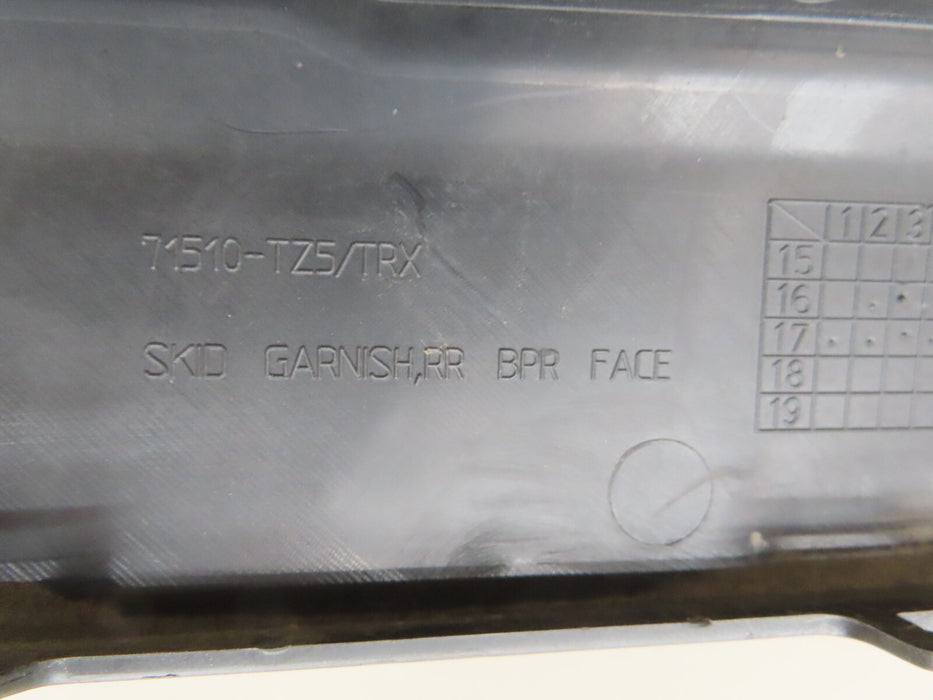 71510-TZ5/TRX
SKID GARNISH,RR BPR FACE
1 2 3
15
16
17
18
19